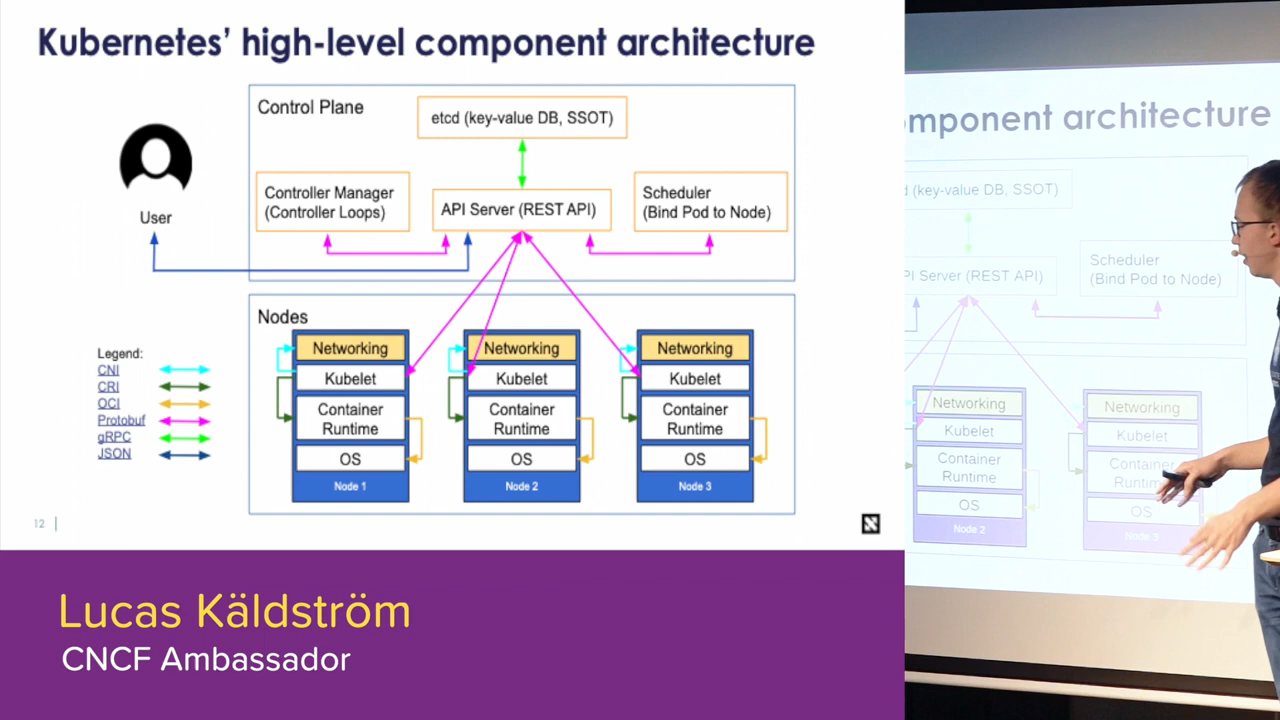 Kubernetes' high-level component architecture
Control Plane
etcd (key-value DB, SSOT)
Controller Manager
(Controller Loops)
API Server (REST API)
Scheduler
(Bind Pod to Node)
User
Nodes
Networking
Kubelet
Container
Runtime
OS
Node 1
Networking
Kubelet
Container
Runtime
OS
Node 2
Networking
Kubelet
Container
Runtime
OS
Node 3
Legend:
CNI
CRI
OCI
Protobuf
gRPC
JSON
12
Lucas Käldström
CNCF Ambassador
omponent architecture
(key-value DB, SSOT)
PI Server (REST API)
Scheduler
(Bind Pod to Node)
Networking
Kubelet
Container
Runtime
OS
Node 2
Networking
Kubelet
Container
Runtim
OS
Node 3